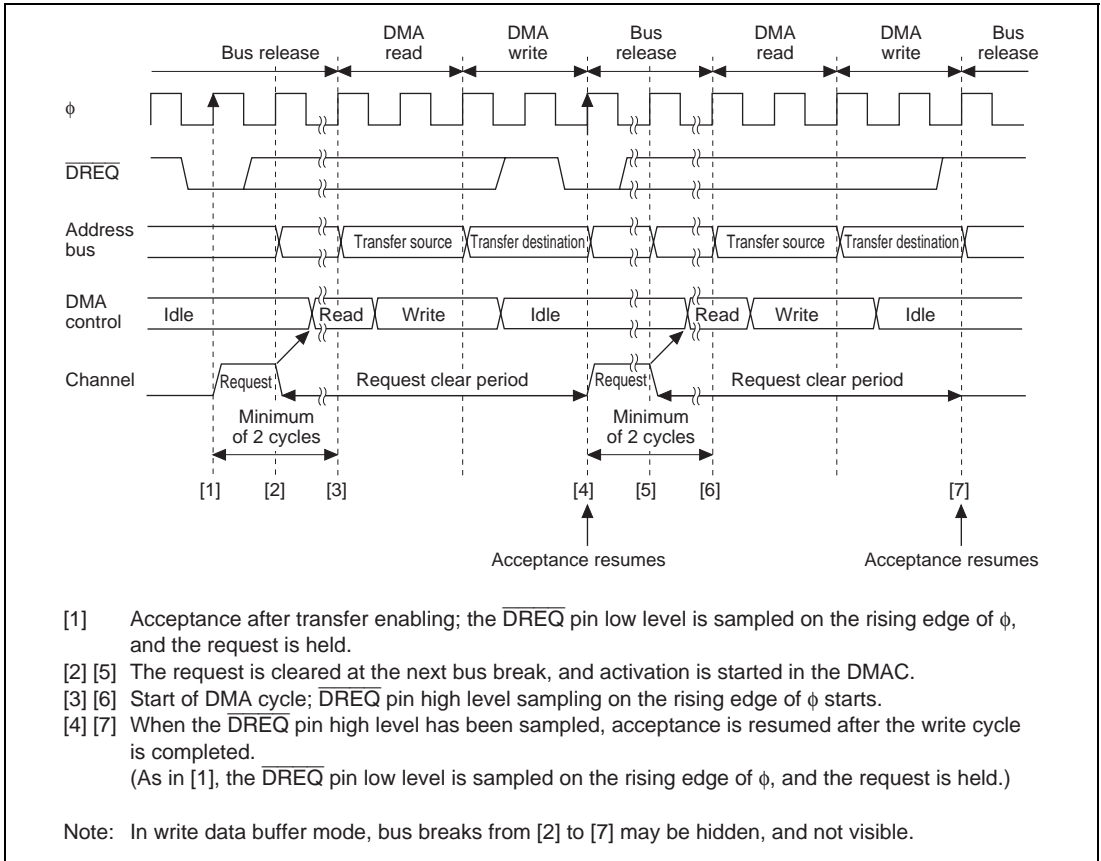 Bus release
DMA read
DMA write
Bus release
DMA read
DMA write
Bus release
ϕ
DREQ
Address bus
Transfer source
Transfer destination
Transfer source
Transfer destination
DMA control
Idle
Read
Write
Idle
Read
Write
Idle
Channel
Request
Request clear period
Request
Request clear period
Minimum of 2 cycles
Minimum of 2 cycles
[1]
[2]
[3]
[4]
[5]
[6]
[7]
Acceptance resumes
Acceptance resumes
[1] Acceptance after transfer enabling; the DREQ pin low level is sampled on the rising edge of ϕ,
and the request is held.
[2] [5] The request is cleared at the next bus break, and activation is started in the DMAC.
[3] [6] Start of DMA cycle; DREQ pin high level sampling on the rising edge of ϕ starts.
[4] [7] When the DREQ pin high level has been sampled, acceptance is resumed after the write cycle
is completed.
(As in [1], the DREQ pin low level is sampled on the rising edge of ϕ, and the request is held.)
Note: In write data buffer mode, bus breaks from [2] to [7] may be hidden, and not visible.